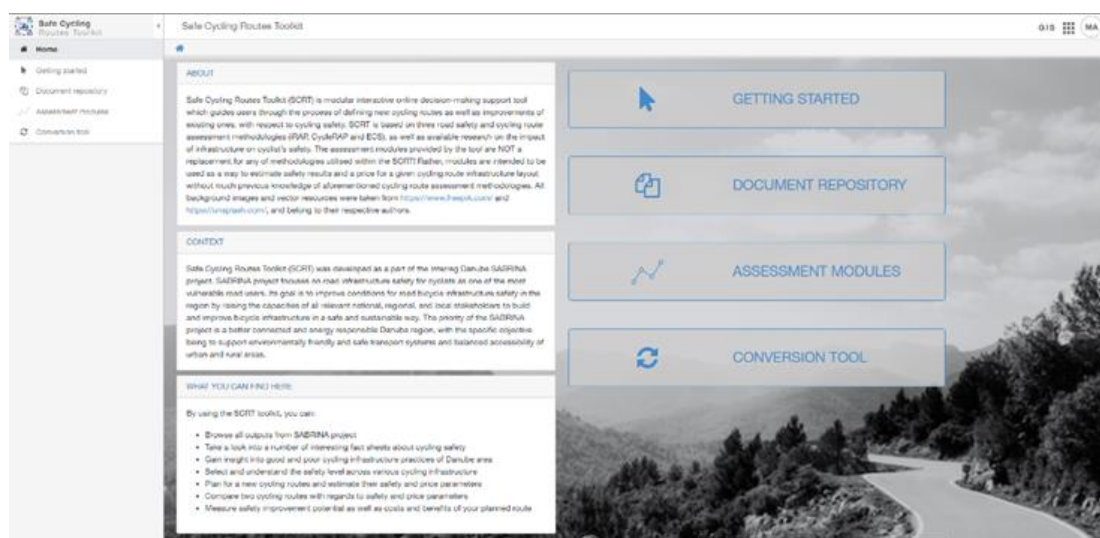 Safe Cycling
Routes Toolkit
Home
Getting started
Document repository
Assessment modules
Conversion tool
Safe Cycling Routes Toolkit
GIS
MA
ABOUT
Safe Cycling Routes Toolkit (SCRT) is modular interactive online decision-making support tool
which guides users through the process of defining new cycling routes as well as improvements of
existing ones, with respect to cycling safety. SCRT is based on three road safety and cycling route
assessment methodologies (iRAP, CycleRAP and ECS), as well as available research on the impact
of infrastructure on cyclist's safety. The assessment modules provided by the tool are NOT a
replacement for any of methodologies utilised within the SCRT! Rather, modules are intended to be
used as a way to estimate safety results and a price for a given cycling route infrastructure layout
without much previous knowledge of aforementioned cycling route assessment methodologies. All
background images and vector resources were taken from https://www.freepik.com/ and
https://unsplash.com/, and belong to their respective authors.
CONTEXT
Safe Cycling Routes Toolkit (SCRT) was developed as a part of the Interreg Danube SABRINA
project. SABRINA project focuses on road infrastructure safety for cyclists as one of the most
vulnerable road users. Its goal is to improve conditions for road bicycle infrastructure safety in the
region by raising the capacities of all relevant national, regional, and local stakeholders to build
and improve bicycle infrastructure in a safe and sustainable way. The priority of the SABRINA
project is a better connected and energy responsible Danube region, with the specific objective
being to support environmentally friendly and safe transport systems and balanced accessibility of
urban and rural areas.
WHAT YOU CAN FIND HERE
By using the SCRT toolkit, you can:
• Browse all outputs from SABRINA project
• Take a look into a number of interesting fact sheets about cycling safety
• Gain insight into good and poor cycling infrastructure practices of Danube area
• Select and understand the safety level across various cycling infrastructure
• Plan for a new cycling routes and estimate their safety and price parameters
• Compare two cycling routes with regards to safety and price parameters
• Measure safety improvement potential as well as costs and benefits of your planned route
GETTING STARTED
DOCUMENT REPOSITORY
ASSESSMENT MODULES
CONVERSION TOOL